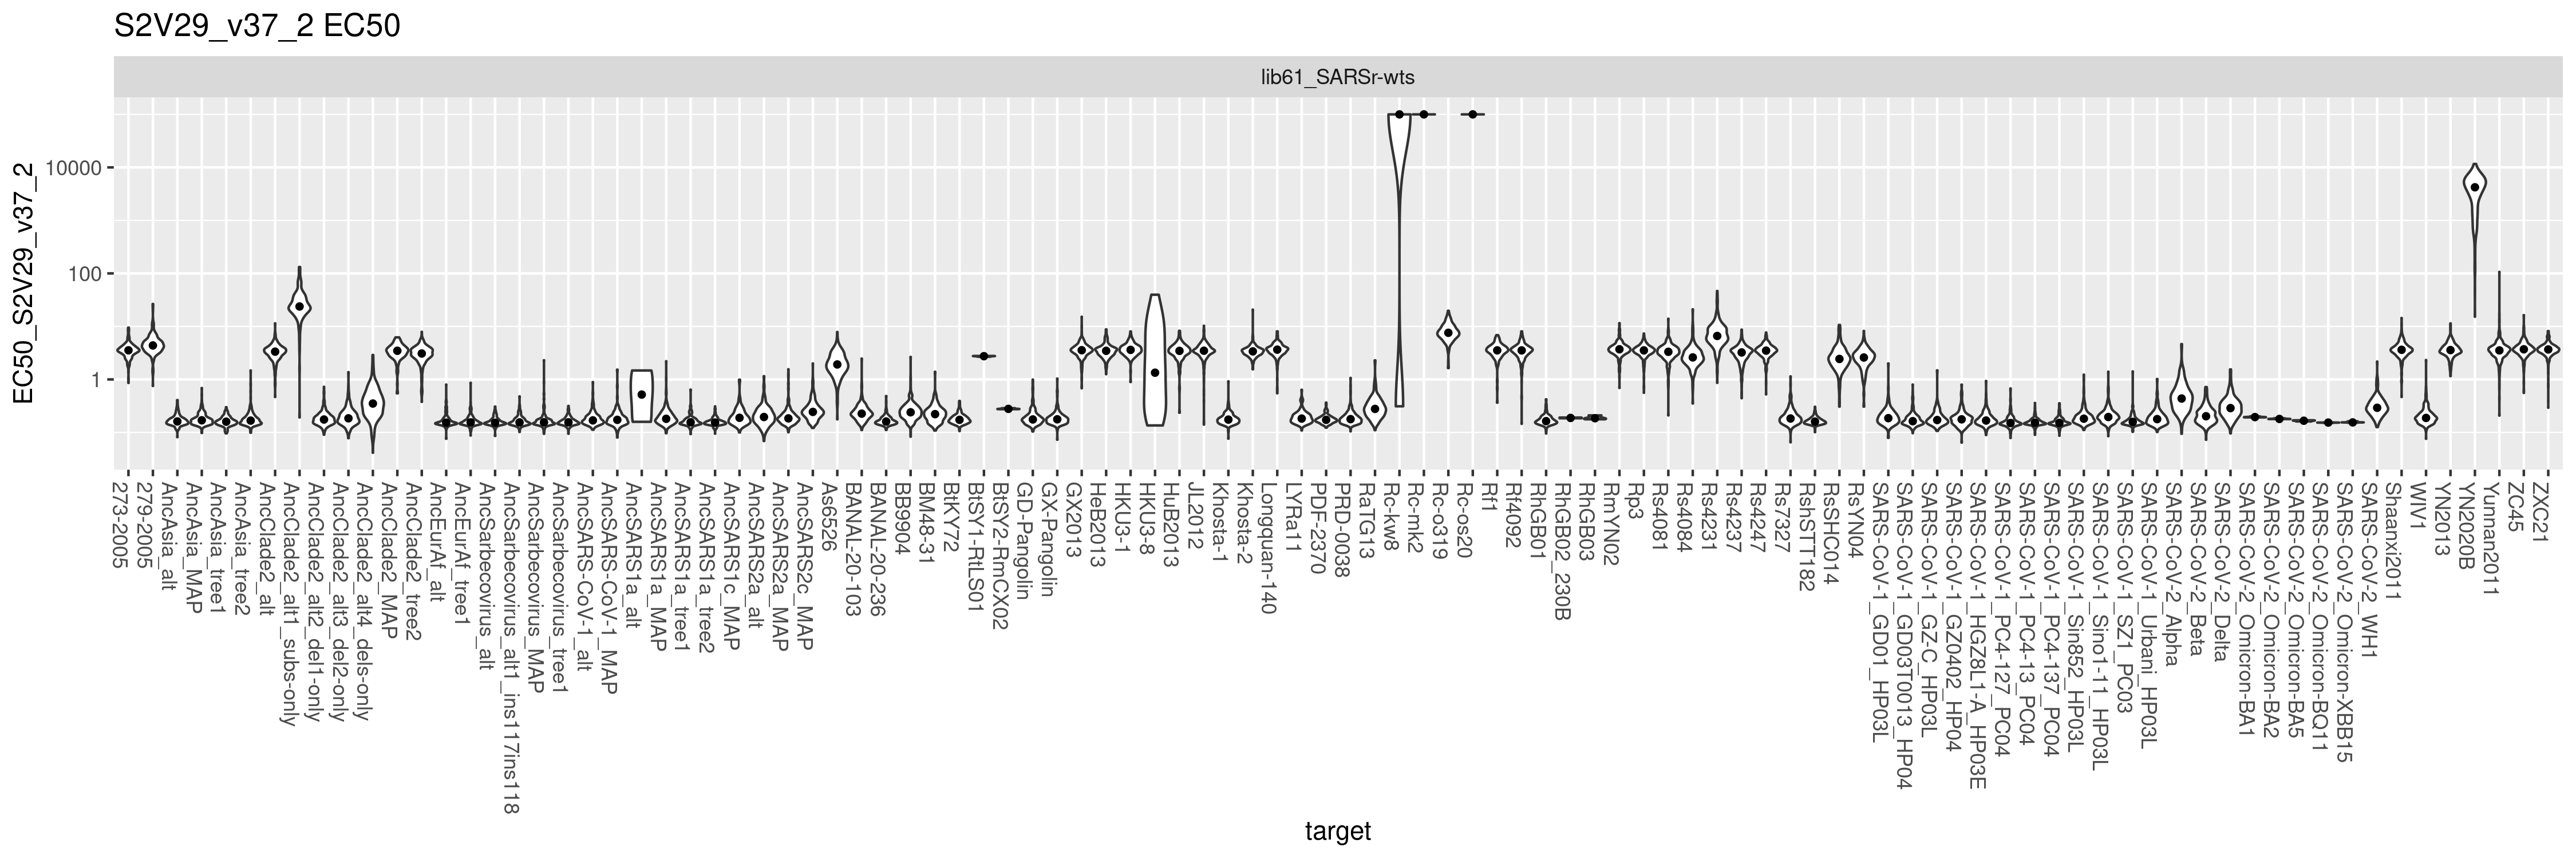 S2V29_v37_2 EC50
lib61_SARSr-wts
EC50_S2V29_v37_2
10000
100
1
273-2005
279-2005
AncAsia_alt
AncAsia_MAP
AncAsia_tree1
AncAsia_tree2
AncClade2_alt
AncClade2_alt1_subs-only
AncClade2_alt2_del1-only
AncClade2_alt3_del2-only
AncClade2_alt4_dels-only
AncClade2_MAP
AncClade2_tree2
AncEurAf_alt
AncEurAf_tree1
AncSarbecovirus_alt
AncSarbecovirus_alt1_ins117ins118
AncSarbecovirus_MAP
AncSarbecovirus_tree1
AncSARS-CoV-1_alt
AncSARS-CoV-1_MAP
AncSARS1a_alt
AncSARS1a_MAP
AncSARS1a_tree1
AncSARS1a_tree2
AncSARS1c_MAP
AncSARS2a_alt
AncSARS2a_MAP
AncSARS2c_MAP
As6526
BANAL-20-103
BANAL-20-236
BB9904
BM48-31
BtKY72
BtSY1-RtLS01
BtSY2-RmCX02
GD-Pangolin
GX-Pangolin
GX2013
HeB2013
HKU3-1
HKU3-8
HuB2013
JL2012
Khosta-1
Khosta-2
Longquan-140
LYRa11
PDF-2370
PRD-0038
RaTG13
Rc-kw8
Rc-mk2
Rc-o319
Rc-os20
Rf1
Rf4092
RhGB01
RhGB02_230B
RhGB03
RmYN02
Rp3
Rs4081
Rs4084
Rs4231
Rs4237
Rs4247
Rs7327
RshSTT182
RsSHC014
RsYN04
SARS-CoV-1_GD01_HP03L
SARS-CoV-1_GD03T0013_HP04
SARS-CoV-1_GZ-C_HP03L
SARS-CoV-1_GZ0402_HP04
SARS-CoV-1_HGZ8L1-A_HP03E
SARS-CoV-1_PC4-127_PC04
SARS-CoV-1_PC4-13_PC04
SARS-CoV-1_PC4-137_PC04
SARS-CoV-1_Sin852_HP03L
SARS-CoV-1_Sino1-11_HP03L
SARS-CoV-1_SZ1_PC03
SARS-CoV-1_Urbani_HP03L
SARS-CoV-2_Alpha
SARS-CoV-2_Beta
SARS-CoV-2_Delta
SARS-CoV-2_Omicron-BA1
SARS-CoV-2_Omicron-BA2
SARS-CoV-2_Omicron-BA5
SARS-CoV-2_Omicron-BQ11
SARS-CoV-2_Omicron-XBB15
SARS-CoV-2_WH1
Shaanxi2011
WIV1
YN2013
YN2020B
Yunnan2011
ZC45
ZXC21
target